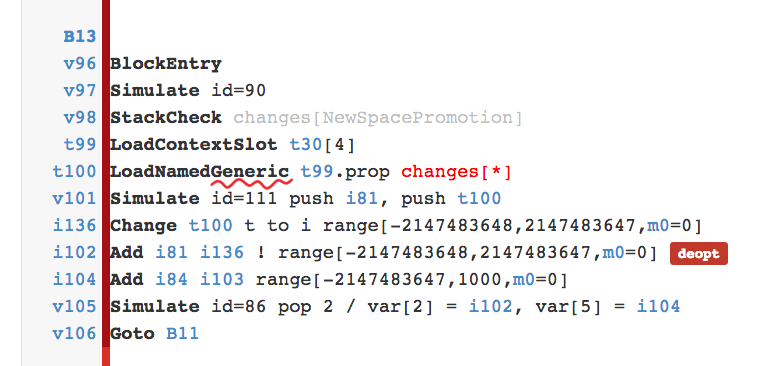 B13
v96 BlockEntry
v97 Simulate id=90
v98 StackCheck changes[NewSpacePromotion]
t99 LoadContextSlot t30[4]
t100 LoadNamedGeneric t99.prop changes[*]
v101 Simulate id=111 push i81, push t100
i136 Change t100 t to i range[-2147483648,2147483647,m0=0]
i102 Add i81 i136 ! range[-2147483648,2147483647,m0=0] deopt
i104 Add i84 i103 range[-2147483647,1000,m0=0]
v105 Simulate id=86 pop 2 / var[2] = i102, var[5] = i104
v106 Goto B11